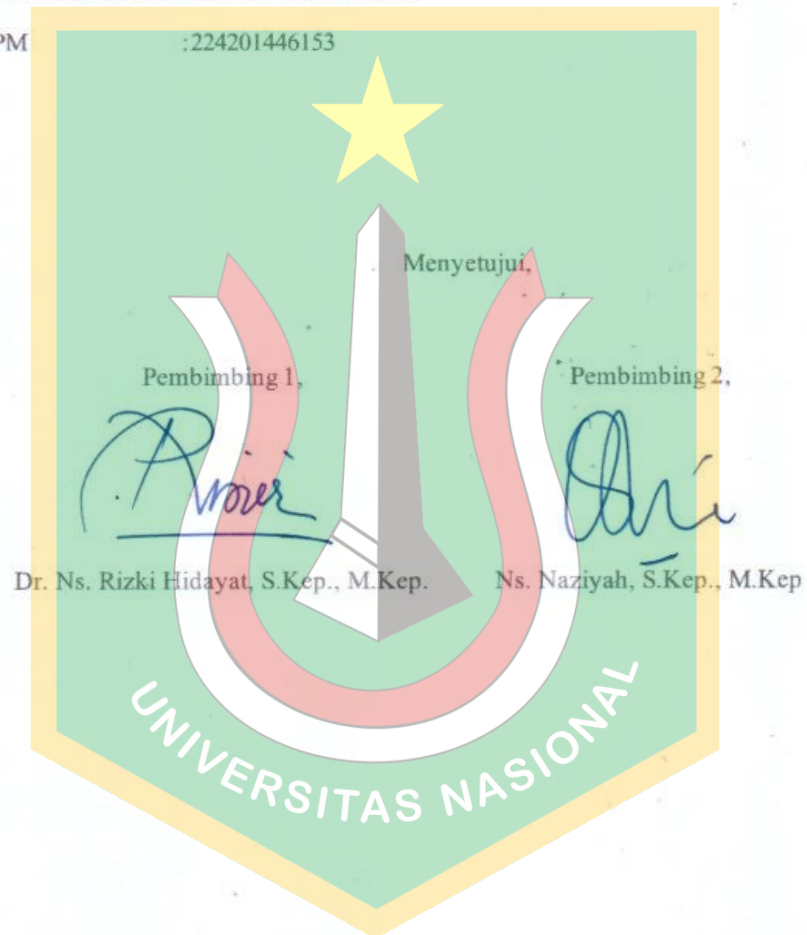 PM :224201446153
Menyetujui,
Pembimbing 1, Pembimbing 2,
Dr. Ns. Rizki Hidayat, S.Kep., M.Kep. Ns. Naziyah, S.Kep., M.Kep
UNIVERSITAS NASIONAL